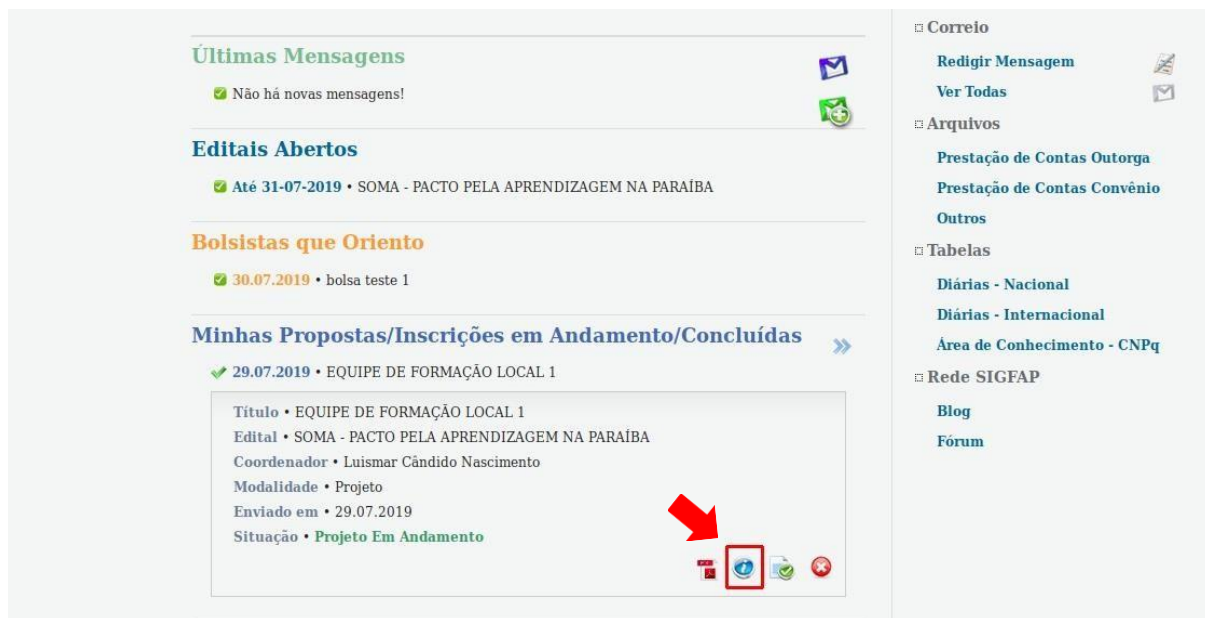 Últimas Mensagens
Não há novas mensagens!
Editais Abertos
Até 31-07-2019 • SOMA - PACTO PELA APRENDIZAGEM NA PARAÍBA
Bolsistas que Oriento
30.07.2019 • bolsa teste 1
Minhas Propostas/Inscrições em Andamento/Concluídas
29.07.2019 • EQUIPE DE FORMAÇÃO LOCAL 1
Título • EQUIPE DE FORMAÇÃO LOCAL 1
Edital • SOMA - PACTO PELA APRENDIZAGEM NA PARAÍBA
Coordenador • Luismar Cândido Nascimento
Modalidade • Projeto
Enviado em • 29.07.2019
Situação • Projeto Em Andamento
Correio
Redigir Mensagem
Ver Todas
Arquivos
Prestação de Contas Outorga
Prestação de Contas Convênio
Outros
Tabelas
Diárias - Nacional
Diárias - Internacional
Área de Conhecimento - CNPq
Rede SIGFAP
Blog
Fórum